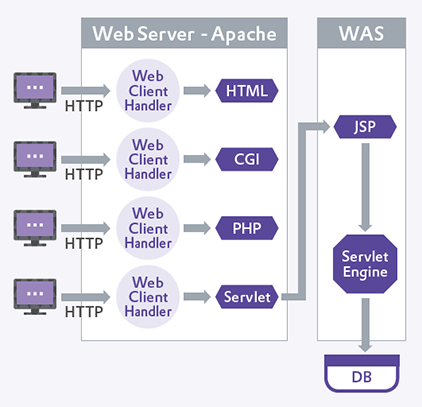 Web Server - Apache
WAS
HTTP
Web
Client
Handler
HTML
JSP
HTTP
Web
Client
Handler
CGI
HTTP
Web
Client
Handler
PHP
Servlet
Engine
HTTP
Web
Client
Handler
Servlet
DB